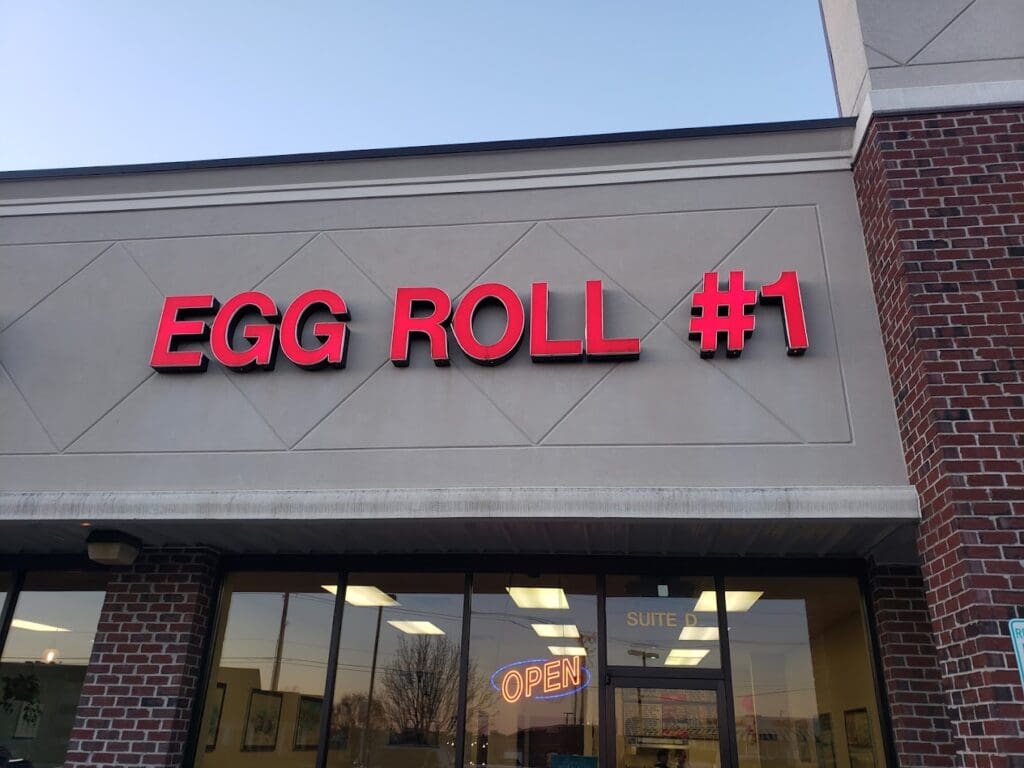 EGG ROLL #1
SUITE D
OPEN